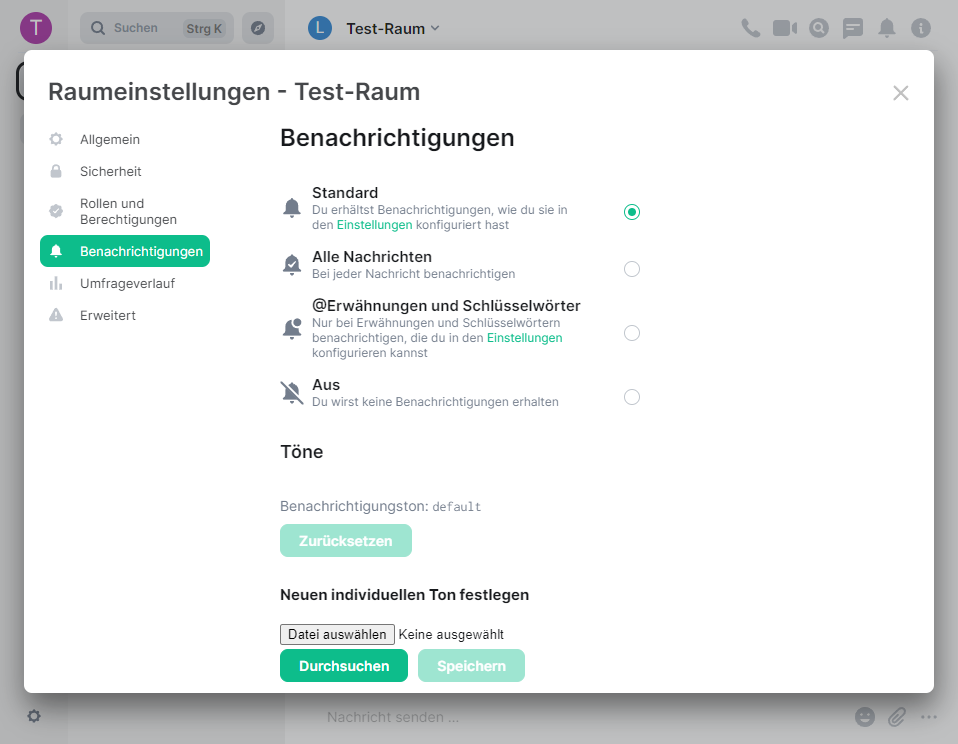 T
Suchen
Strg K
L
Test-Raum
Raumeinstellungen - Test-Raum
Allgemein
Sicherheit
Rollen und
Berechtigungen
Benachrichtigungen
Umfrageverlauf
Erweitert
Benachrichtigungen
Standard
Du erhältst Benachrichtigungen, wie du sie in
den Einstellungen konfiguriert hast
Alle Nachrichten
Bei jeder Nachricht benachrichtigen
@Erwähnungen und Schlüsselwörter
Nur bei Erwähnungen und Schlüsselwörtern
benachrichtigen, die du in den Einstellungen
konfigurieren kannst
Aus
Du wirst keine Benachrichtigungen erhalten
Töne
Benachrichtigungston: default
Zurücksetzen
Neuen individuellen Ton festlegen
Datei auswählen Keine ausgewählt
Durchsuchen
Speichern
Nachricht senden ...